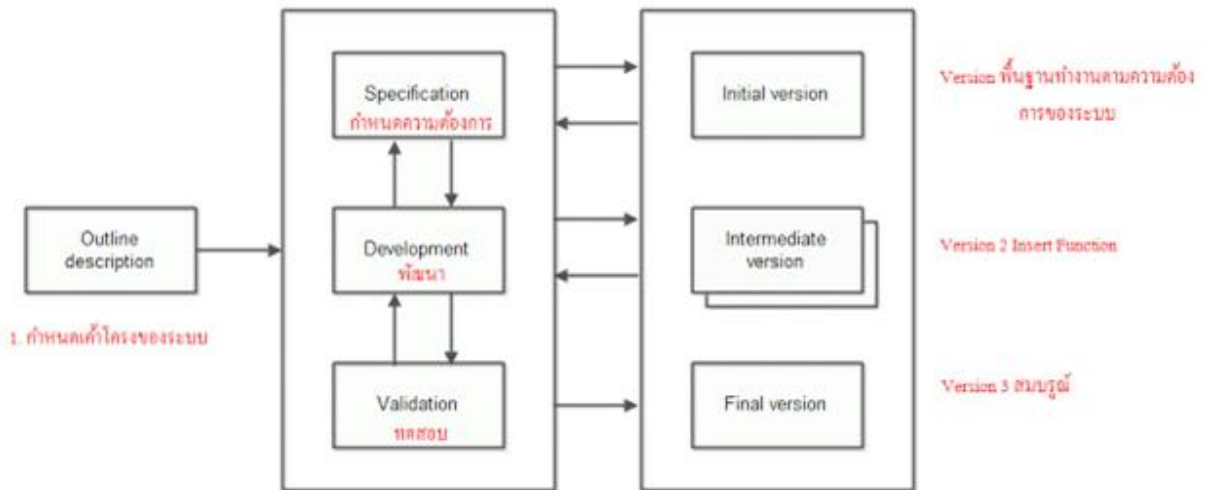 Specification
กำหนดความต้องการ
Initial version
Version พื้นฐานทำงานตามความต้อง
การของระบบ
Outline
description
1. กำหนดเค้าโครงของระบบ
Development
พัฒนา
Intermediate
version
Version 2 Insert Function
Validation
ทดสอบ
Final version
Version 3 สมบรูณ์